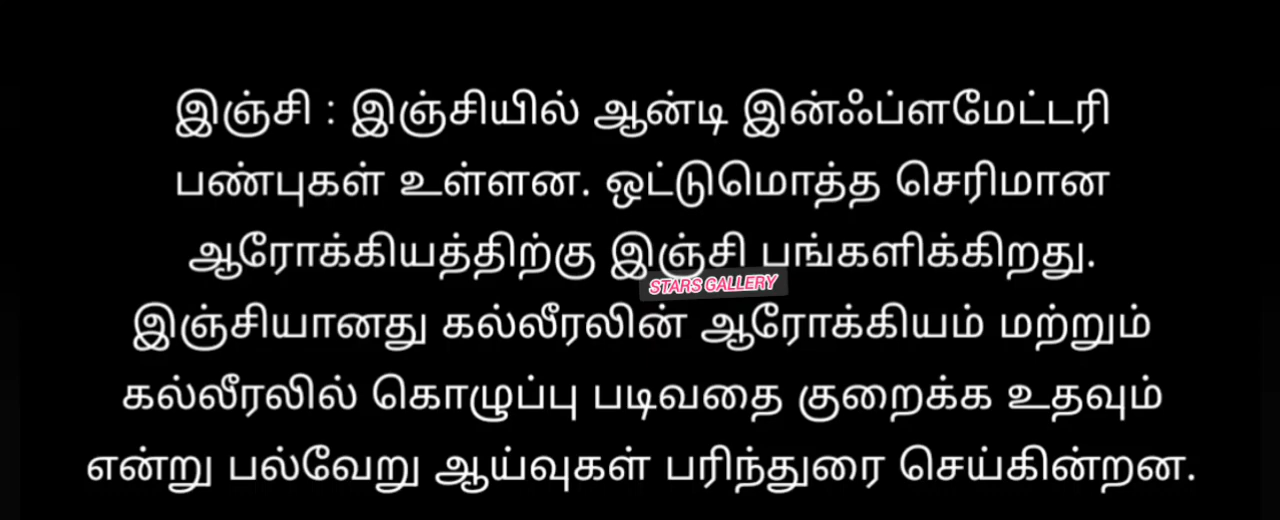 இஞ்சி : இஞ்சியில் ஆன்டி இன்ஃப்ளமேட்டரி
பண்புகள் உள்ளன. ஒட்டுமொத்த செரிமான
ஆரோக்கியத்திற்கு இஞ்சி பங்களிக்கிறது.
STARS GALLERY
இஞ்சியானது கல்லீரலின் ஆரோக்கியம் மற்றும்
கல்லீரலில் கொழுப்பு படிவதை குறைக்க உதவும்
என்று பல்வேறு ஆய்வுகள் பரிந்துரை செய்கின்றன.